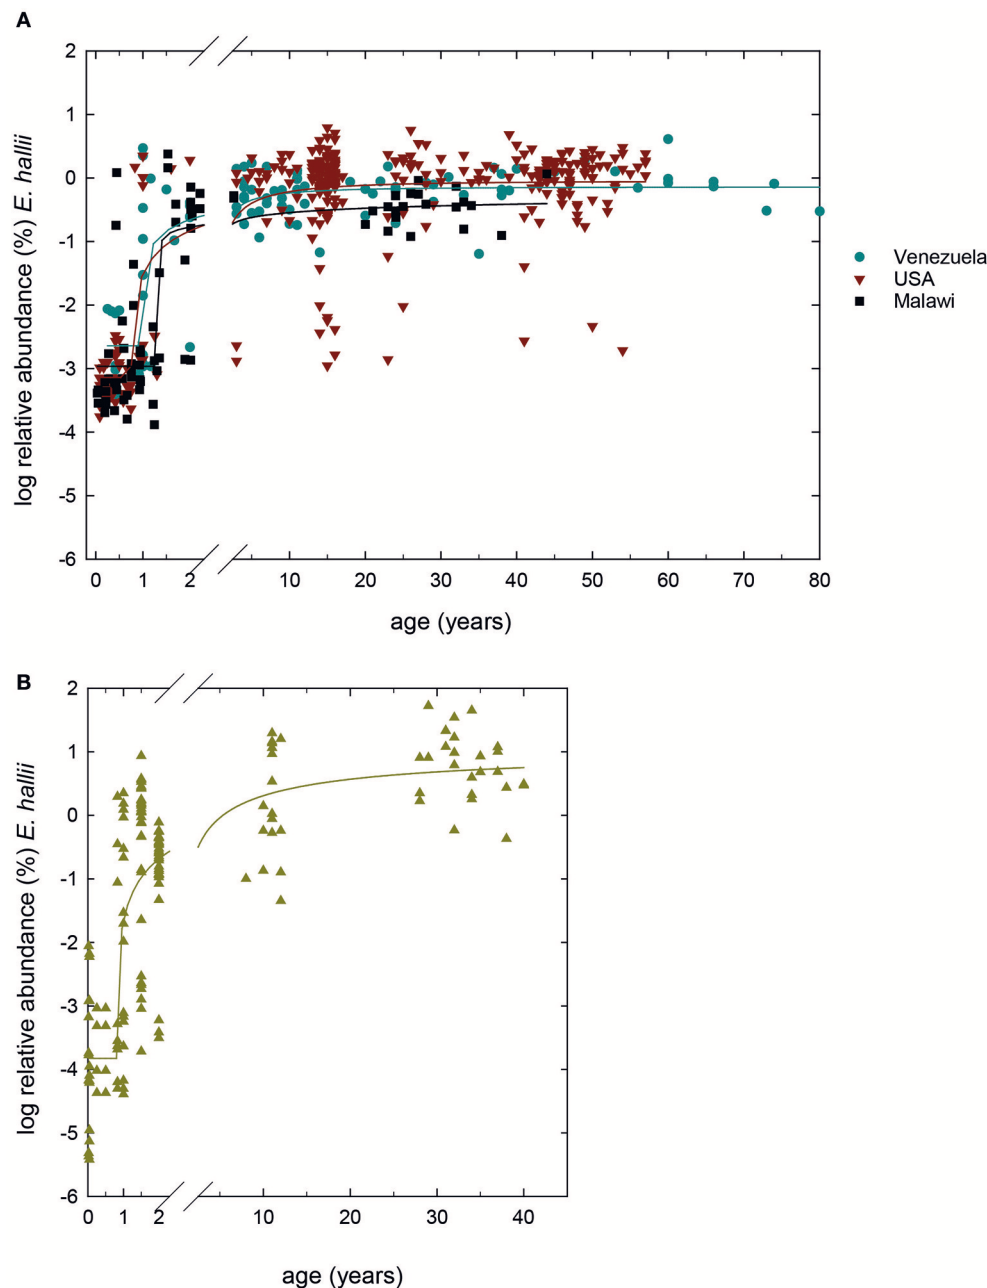 A
log relative abundance (%) E. hallii
2
1
0
-1
-2
-3
-4
-5
-6
0 1 2 10 20 30 40 50 60 70 80
age (years)
Venezuela
USA
Malawi
B
log relative abundance (%) E. hallii
2
1
0
-1
-2
-3
-4
-5
-6
0 1 2 10 20 30 40
age (years)